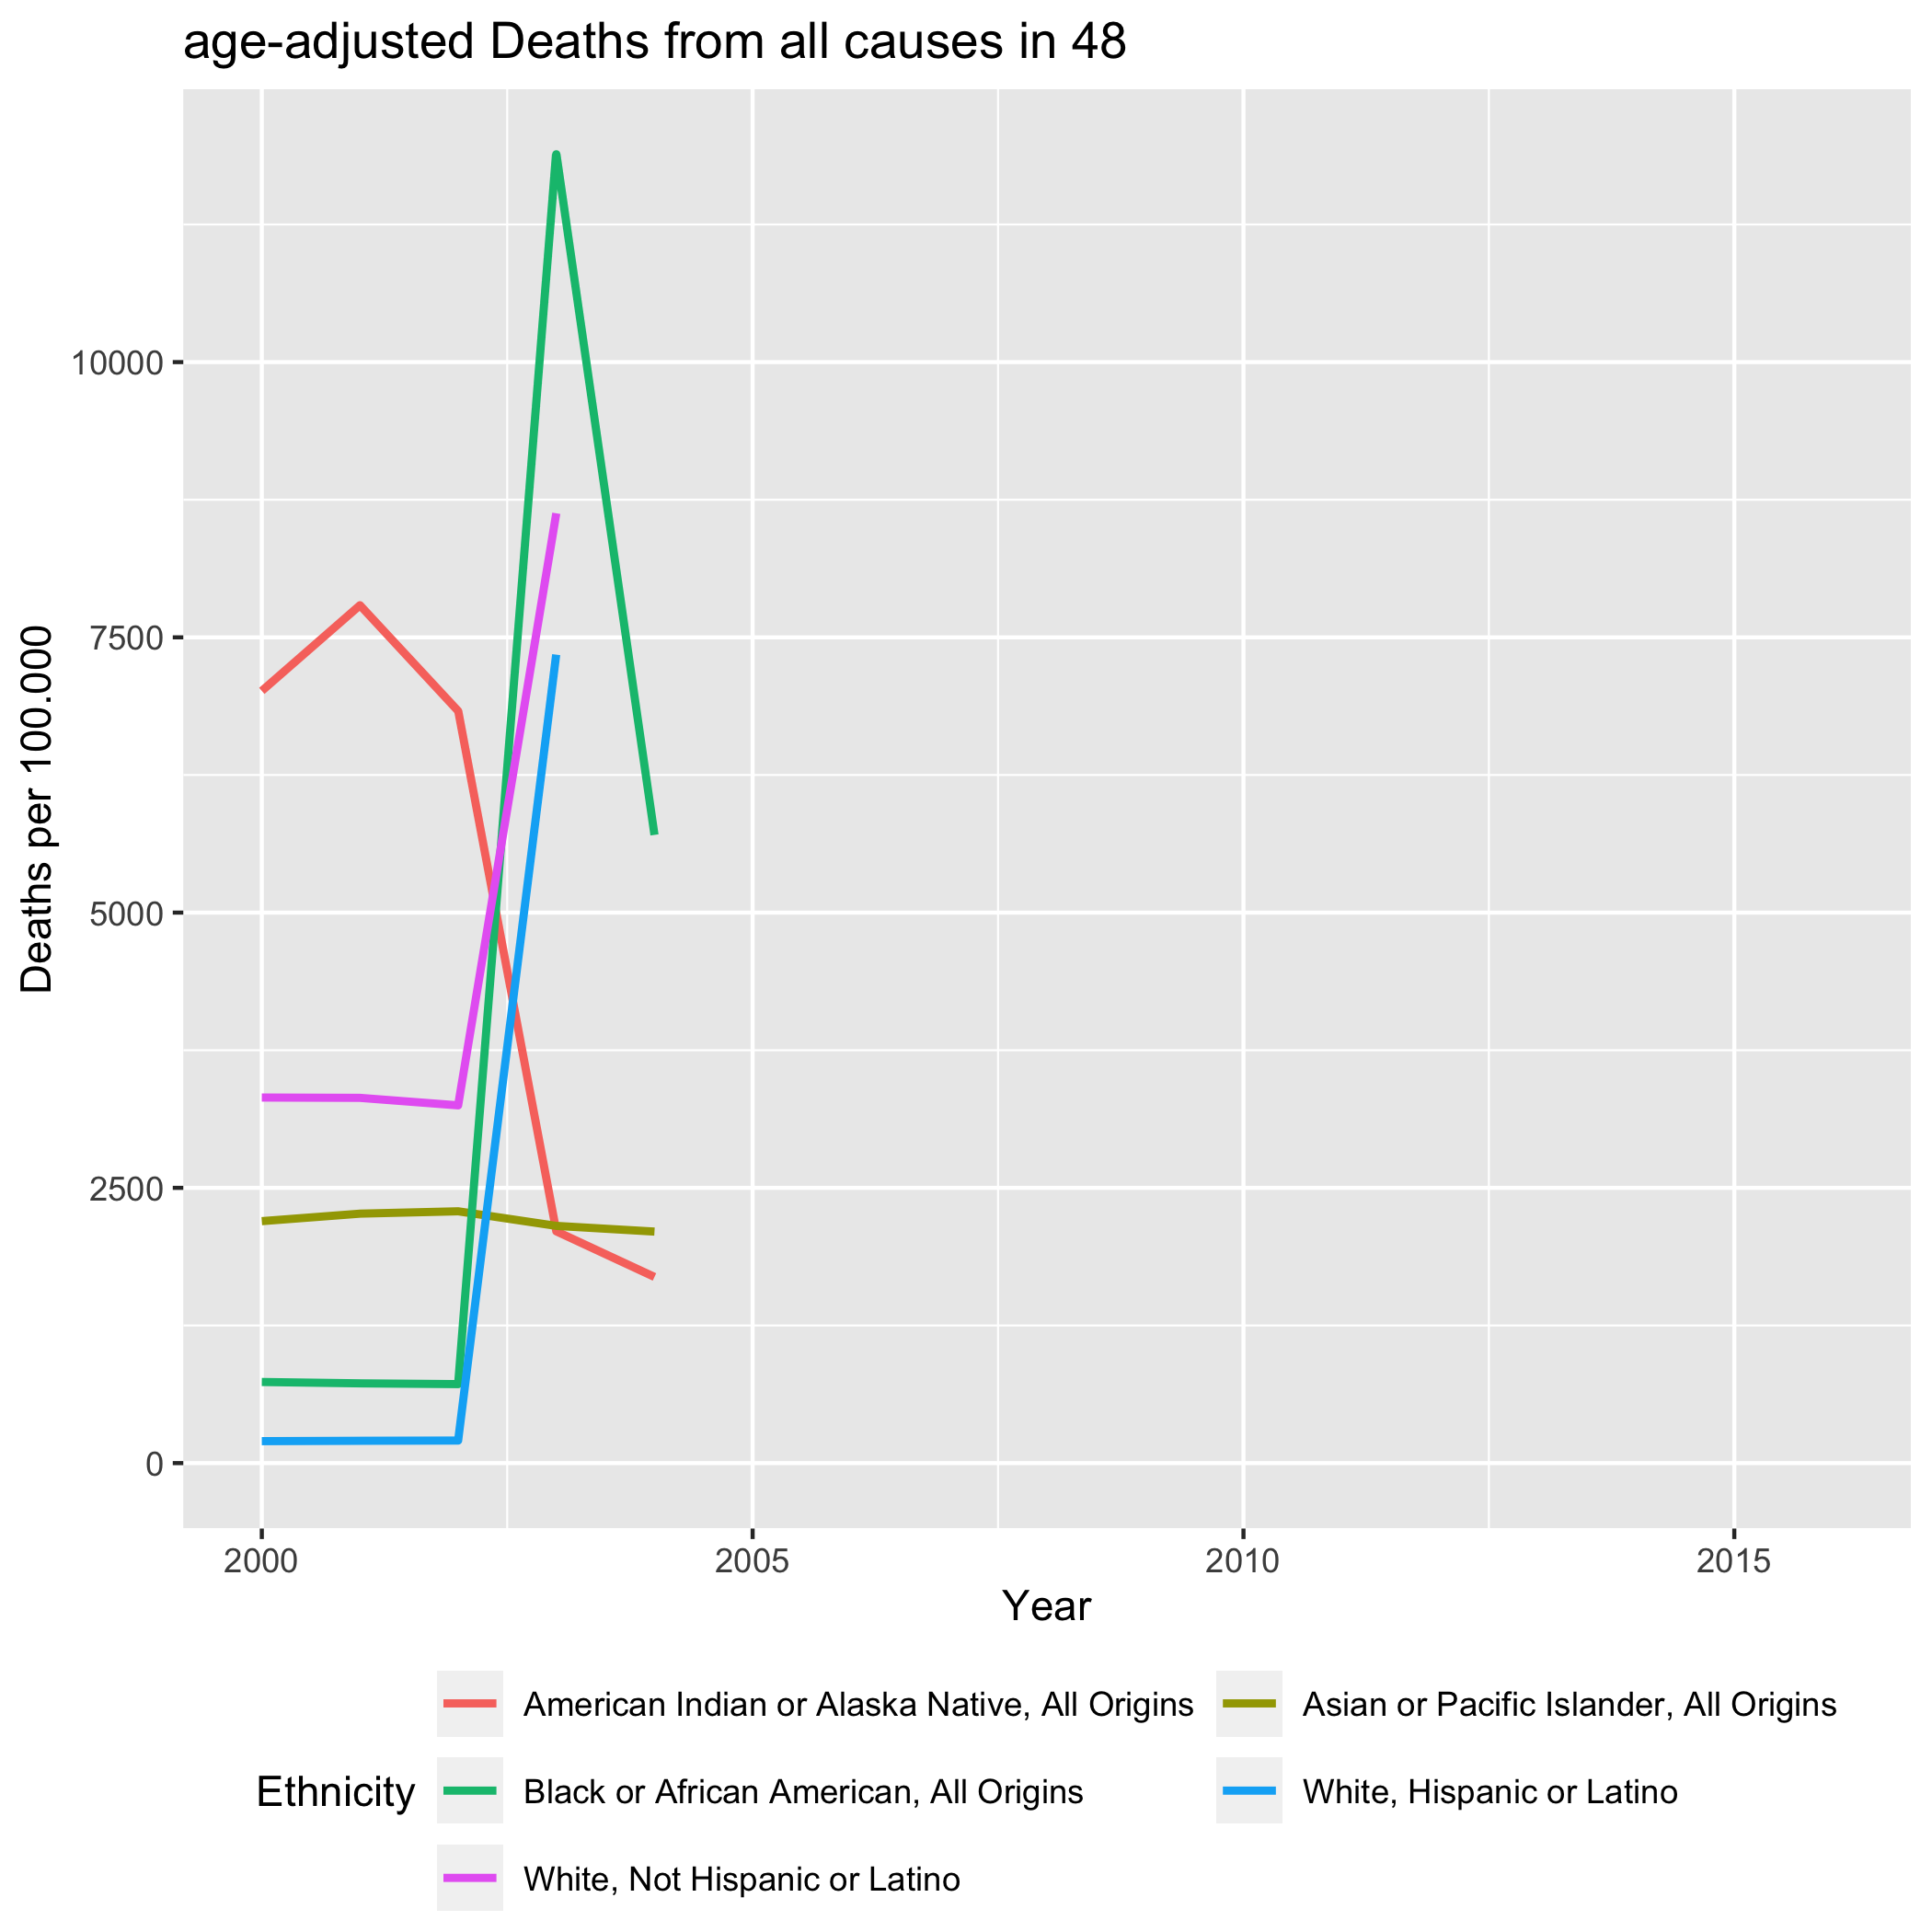 age-adjusted Deaths from all causes in 48
10000
7500
5000
2500
0
Deaths per 100.000
2000 2005 2010 2015
Year
Ethnicity
American Indian or Alaska Native, All Origins
Asian or Pacific Islander, All Origins
Black or African American, All Origins
White, Hispanic or Latino
White, Not Hispanic or Latino